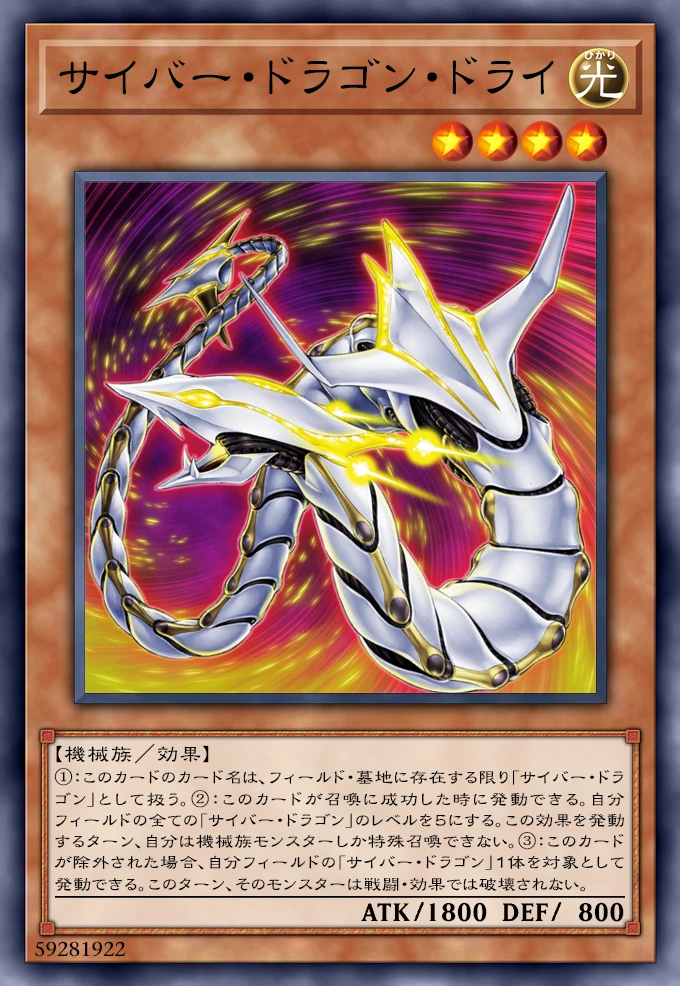 サイバー・ドラゴン・ドライ
ひかり
光
【機械族／効果】
①：このカードのカード名は、フィールド・墓地に存在する限り「サイバー・ドラ
ゴン」として扱う。②：このカードが召喚に成功した時に発動できる。自分
フィールドの全ての「サイバー・ドラゴン」のレベルを５にする。この効果を発動
するターン、自分は機械族モンスターしか特殊召喚できない。③：このカード
が除外された場合、自分フィールドの「サイバー・ドラゴン」１体を対象として
発動できる。このターン、そのモンスターは戦闘・効果では破壊されない。
ATK/1800 DEF/ 800
59281922